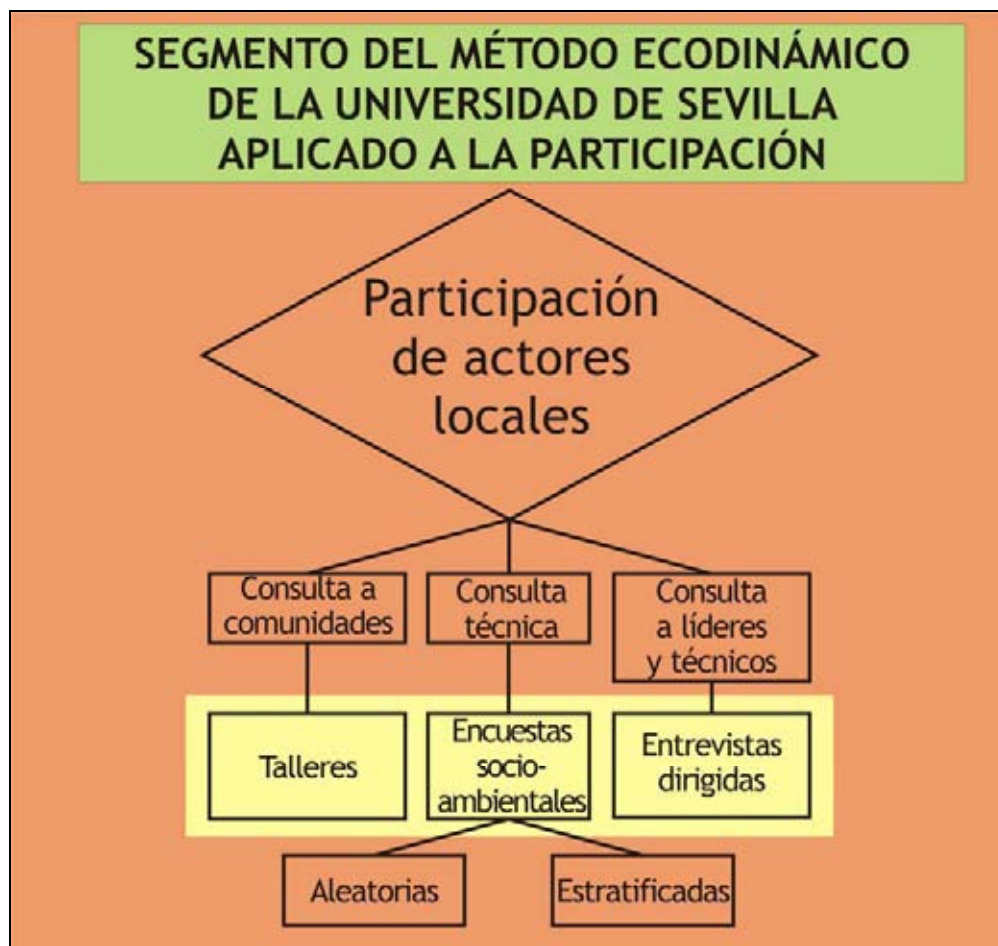 SEGMENTO DEL MÉTODO ECODINÁMICO
DE LA UNIVERSIDAD DE SEVILLA
APLICADO A LA PARTICIPACIÓN
Participación
de actores
locales
Consulta a
comunidades
Consulta
técnica
Consulta
a líderes
y técnicos
Talleres
Encuestas
socio-
ambientales
Entrevistas
dirigidas
Aleatorias
Estratificadas